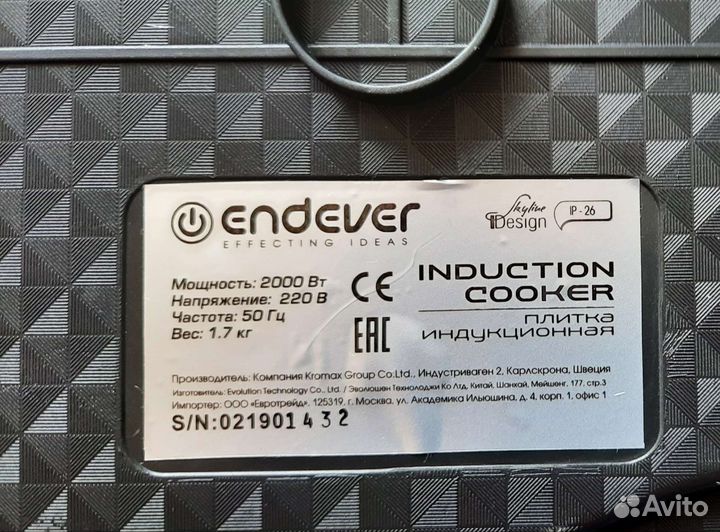 endever
EFFECTING IDEAS
Skyline
Design
IP-26
Мощность: 2000 Вт
Напряжение: 220 В
Частота: 50 Гц
Вес: 1.7 кг
CE
EAC
INDUCTION
COOKER
ПЛИТКА
ИНДУКЦИОННАЯ
Производитель: Компания Kromax Group Co.Ltd., Индустриваген 2, Карлскрона, Швеция
Изготовитель: Evolution Technology Co., Ltd. / Эволюшен Технолоджи Ко Лтд, Китай, Шанхай, Мейшенг. 177, стр.3
Импортер: ООО «Евротрейд», 125319, г. Москва, ул. Академика Ильюшина, д. 4, корп. 1, офис 1
S/N:021901432
Avito